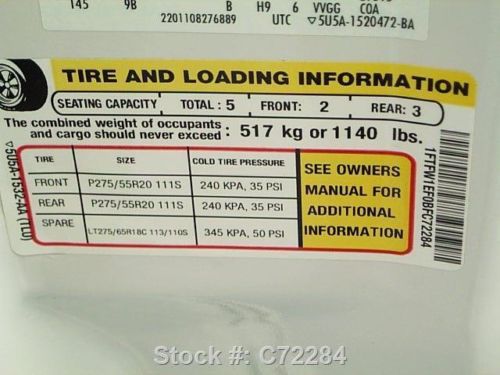 145 9B B H9 6 VVGG COA
2201108276889 UTC ▽5U5A-1520472-BA
TIRE AND LOADING INFORMATION
SEATING CAPACITY TOTAL : 5 FRONT: 2 REAR: 3
The combined weight of occupants
and cargo should never exceed : 517 kg or 1140 lbs.
TIRE SIZE COLD TIRE PRESSURE
FRONT P275/55R20 111S 240 KPA, 35 PSI
REAR P275/55R20 111S 240 KPA, 35 PSI
SPARE LT275/65R18C 113/110S 345 KPA, 50 PSI
SEE OWNERS
MANUAL FOR
ADDITIONAL
INFORMATION
▽5U5A-1532-AA (TLU)
1FTFW1EF0BFC72284
Stock #: C72284